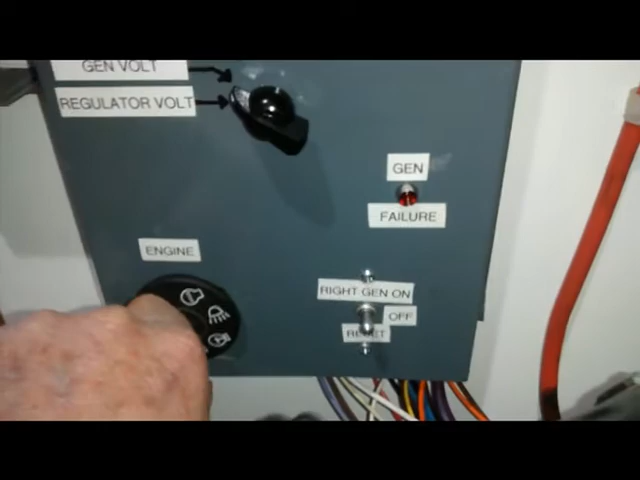 GEN VOLT
REGULATOR VOLT
GEN
FAILURE
ENGINE
RIGHT GEN ON
OFF
RESET